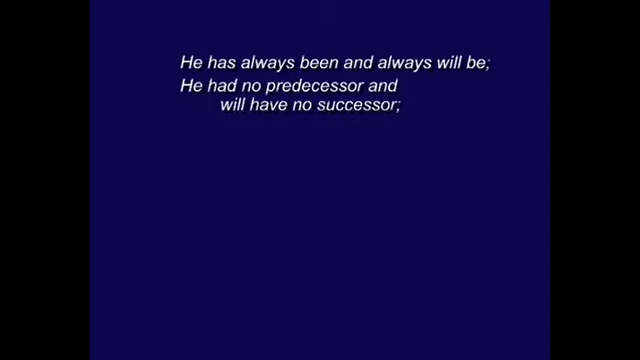 He has always been and always will be;
He had no predecessor and
will have no successor;